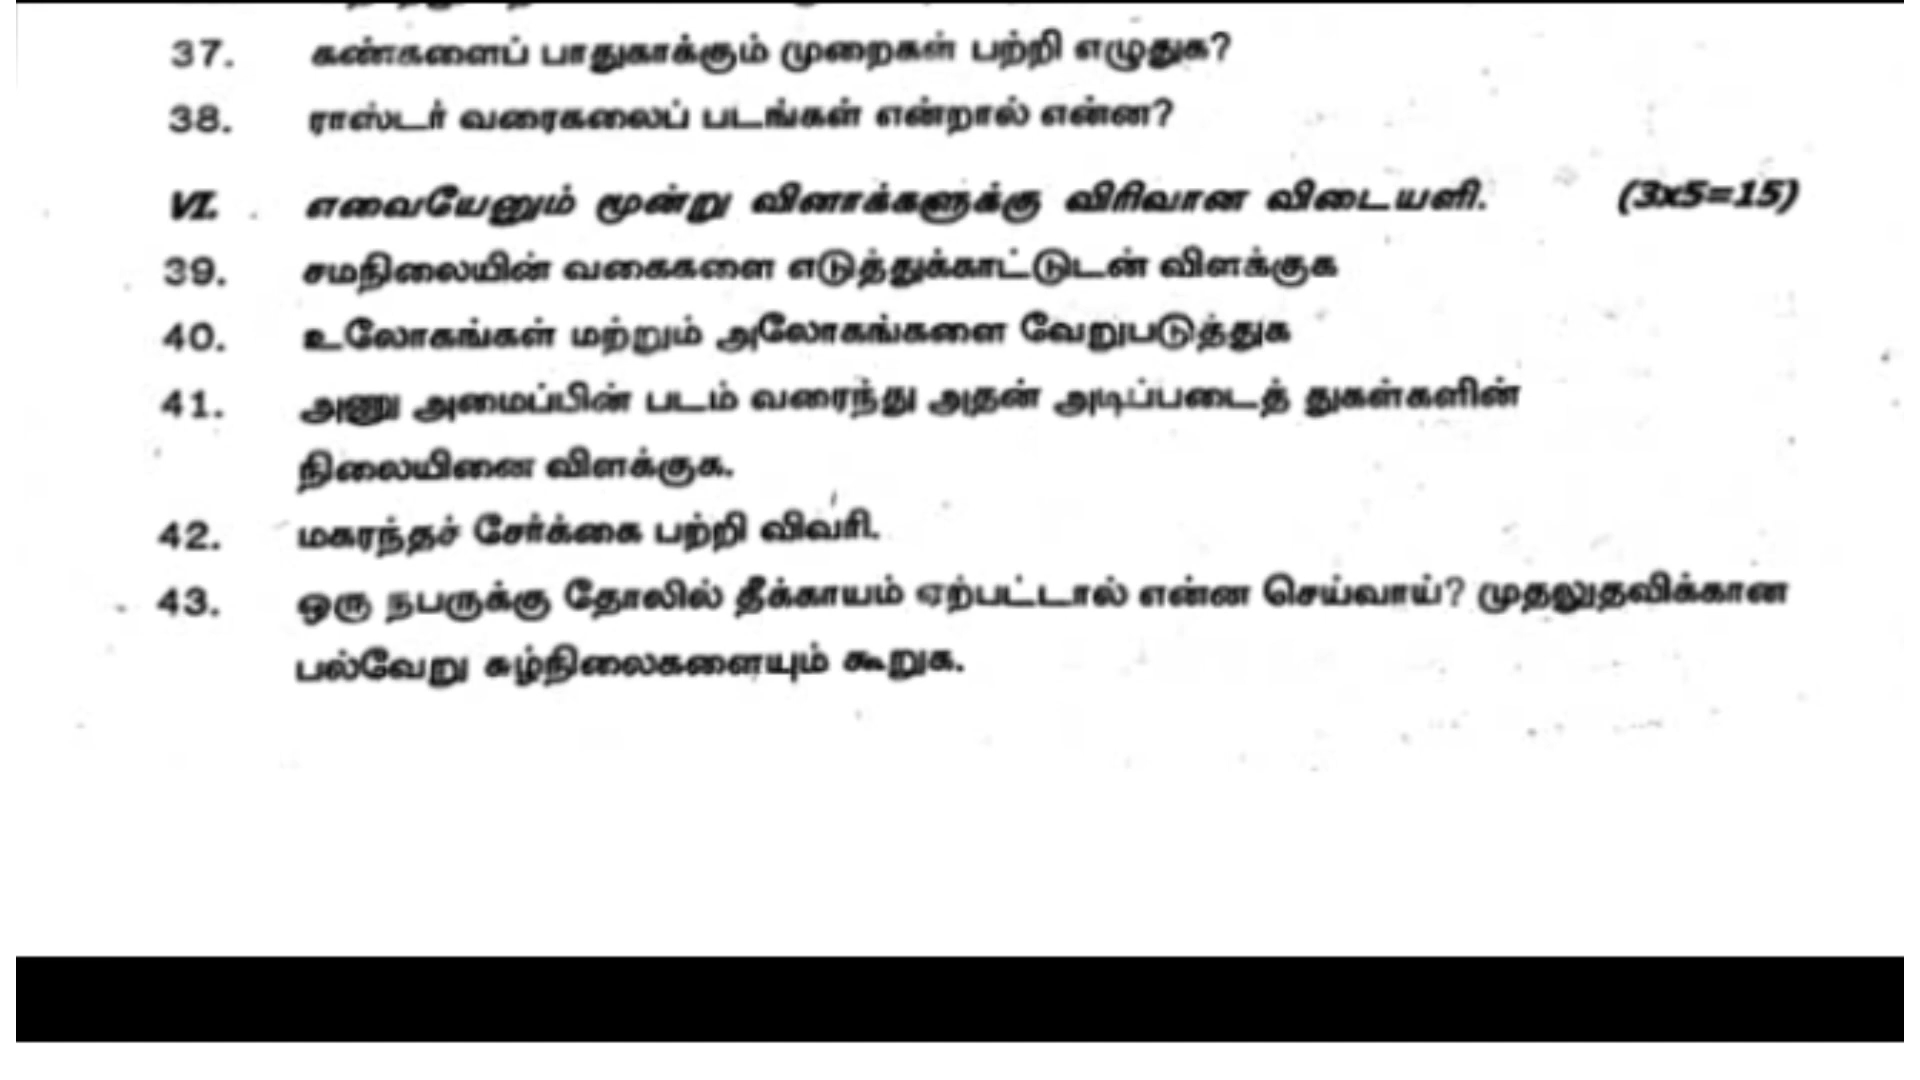 37. கண்களைப் பாதுகாக்கும் முறைகள் பற்றி எழுதுக?
38. ராஸ்டர் வரைகலைப் படங்கள் என்றால் என்ன?
VI. எவையேனும் மூன்று வினாக்களுக்கு விரிவான விடையளி. (3x5=15)
39. சமநிலையின் வகைகளை எடுத்துக்காட்டுடன் விளக்குக
40. உலோகங்கள் மற்றும் அலோகங்களை வேறுபடுத்துக
41. அணு அமைப்பின் படம் வரைந்து அதன் அடிப்படைத் துகள்களின்
நிலையினை விளக்குக.
42. மகரந்தச் சேர்க்கை பற்றி விவரி.
43. ஒரு நபருக்கு தோலில் தீக்காயம் ஏற்பட்டால் என்ன செய்வாய்? முதலுதவிக்கான
பல்வேறு சுழ்நிலைகளையும் கூறுக.